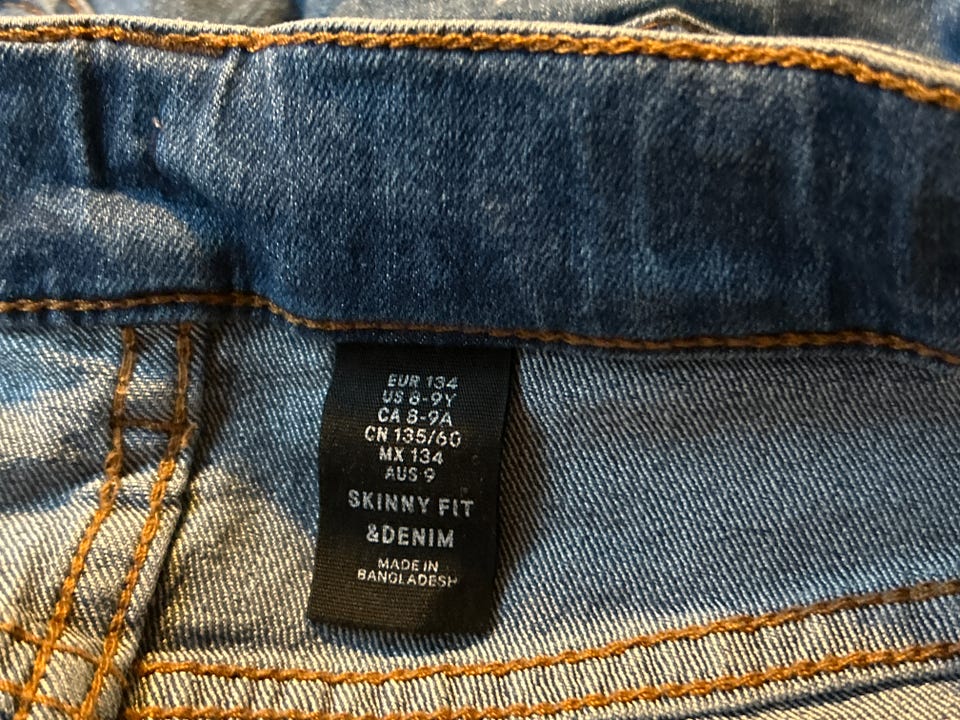 EUR 134
US 8-9Y
CA 8-9A
CN 135/60
MX 134
AUS 9
SKINNY FIT
&DENIM
MADE IN
BANGLADESH